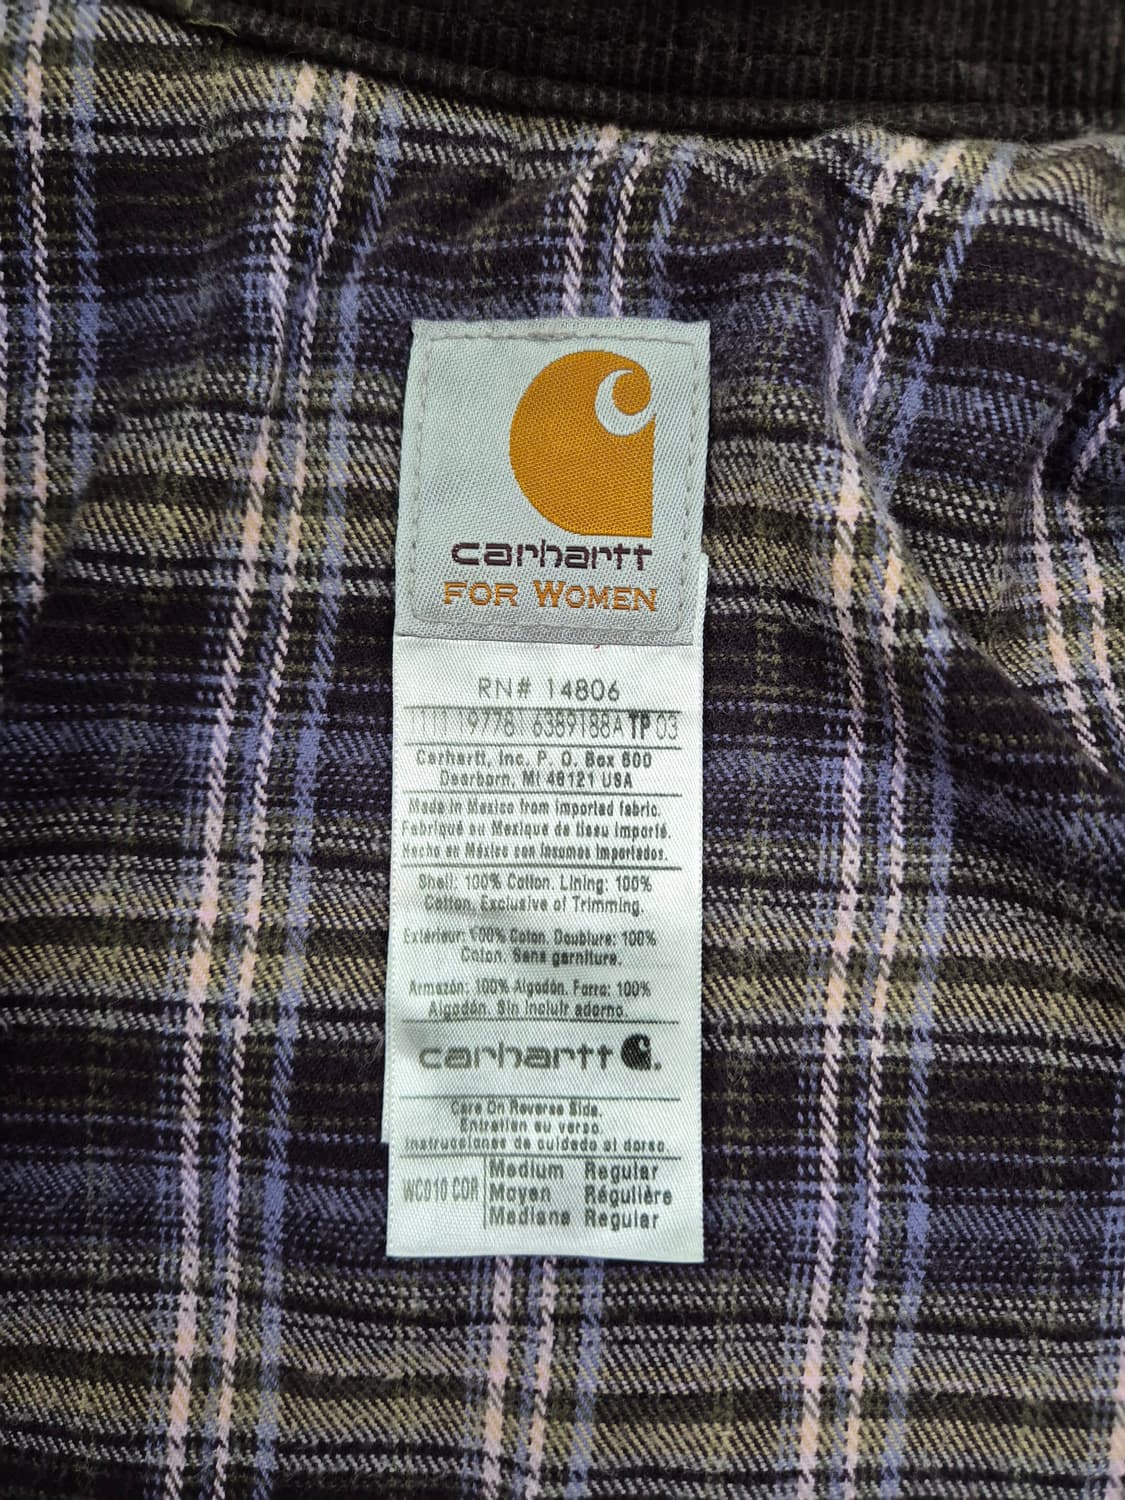 carhartt
FOR WOMEN
RN# 14806
1111 19778 6389188A TP 03
Carhartt, Inc. P. O. Box 600
Dearborn, MI 48121 USA
Made in Mexico from imported fabric.
Fabriqué au Mexique de tissu importé.
Hecho en México con insumos importados.
Shell: 100% Cotton. Lining: 100%
Cotton, Exclusive of Trimming.
Extérieur: 100% Coton. Doublure: 100%
Coton. Sans garniture.
Armazón: 100% Algodón. Forro: 100%
Algodón. Sin incluir adorno.
carhartt
Care On Reverse Side.
Entretien au verso.
Instrucciones de cuidado al dorso.
Medium Regular
WC010 COR Moyen Régulière
Mediana Regular